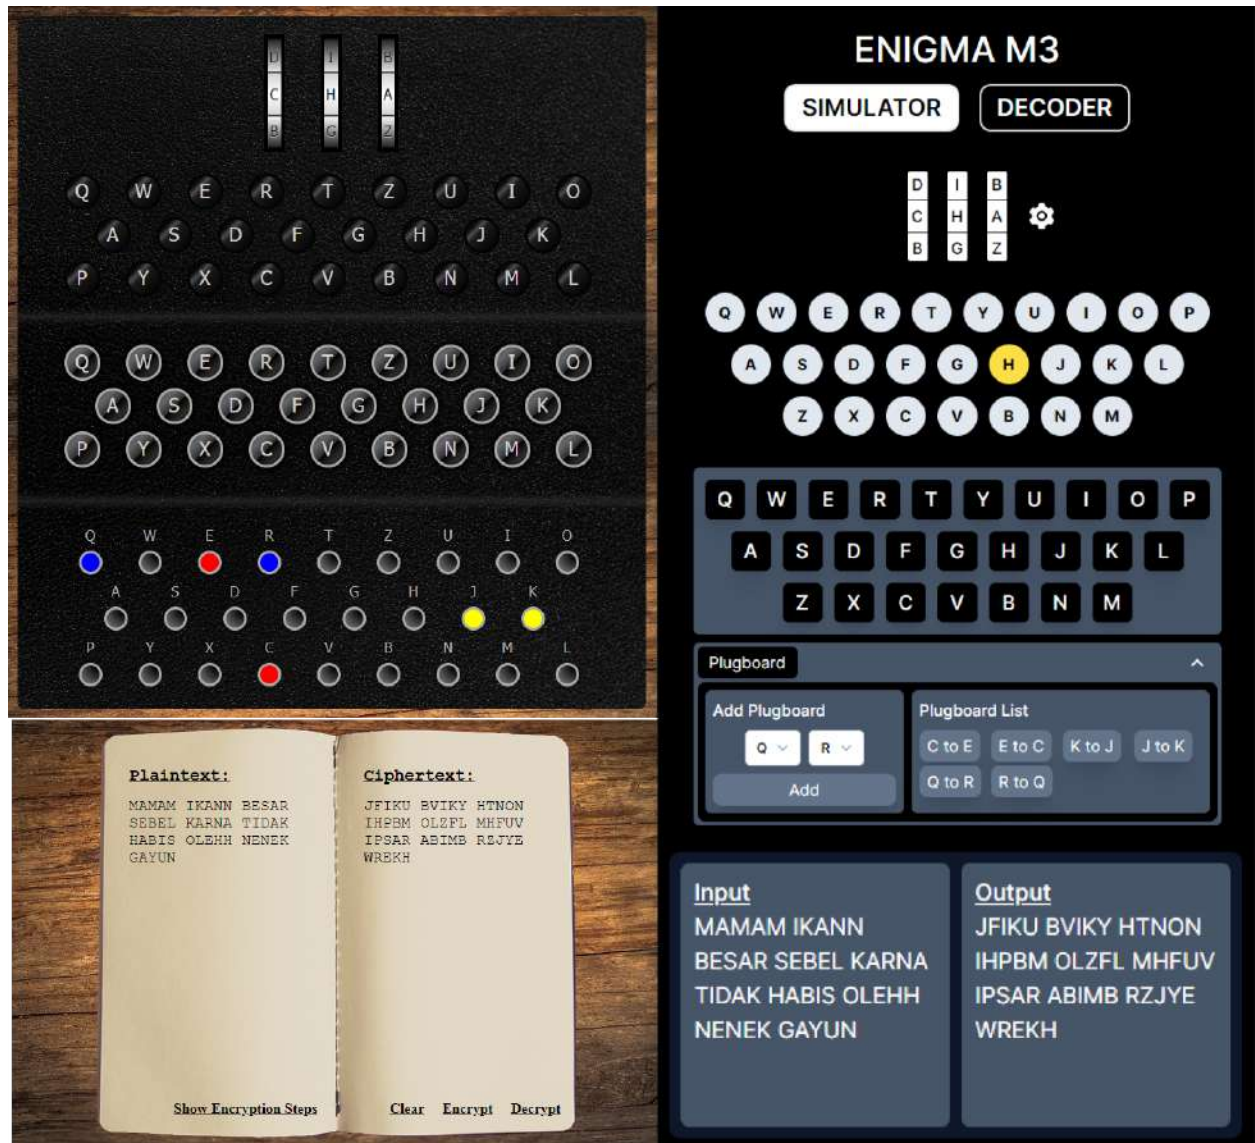 D I B
C H A
B G Z
Q W E R T Z U I O
A S D F G H J K
P Y X C V B N M L
Q W E R T Z U I O
A S D F G H J K
P Y X C V B N M L
Q W E R T Z U I O
A S D F G H J K
P Y X C V B N M L
Plaintext:
MAMAM IKANN BESAR
SEBEL KARNA TIDAK
HABIS OLEHH NENEK
GAYUN
Ciphertext:
JFIKU BVIKY HTNON
IHPBM OLZFL MHFUV
IPSAR ABIMB RZJYE
WREKH
Show Encryption Steps
Clear Encrypt Decrypt
ENIGMA M3
SIMULATOR DECODER
D I B
C H A
B G Z
Q W E R T Y U I O P
A S D F G H J K L
Z X C V B N M
Q W E R T Y U I O P
A S D F G H J K L
Z X C V B N M
Plugboard
Add Plugboard
Q R
Add
Plugboard List
C to E E to C K to J J to K
Q to R R to Q
Input
MAMAM IKANN
BESAR SEBEL KARNA
TIDAK HABIS OLEHH
NENEK GAYUN
Output
JFIKU BVIKY HTNON
IHPBM OLZFL MHFUV
IPSAR ABIMB RZJYE
WREKH